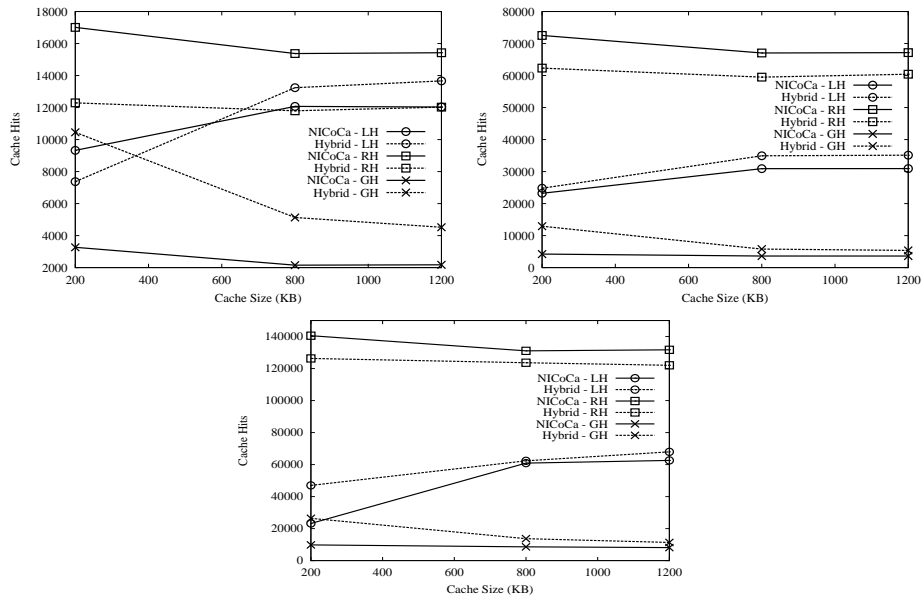 18000
16000
14000
12000
10000
8000
6000
4000
2000
Cache Hits
NICoCa - LH
Hybrid - LH
NICoCa - RH
Hybrid - RH
NICoCa - GH
Hybrid - GH
200 400 600 800 1000 1200
Cache Size (KB)
80000
70000
60000
50000
40000
30000
20000
10000
0
Cache Hits
NICoCa - LH
Hybrid - LH
NICoCa - RH
Hybrid - RH
NICoCa - GH
Hybrid - GH
200 400 600 800 1000 1200
Cache Size (KB)
140000
120000
100000
80000
60000
40000
20000
0
Cache Hits
NICoCa - LH
Hybrid - LH
NICoCa - RH
Hybrid - RH
NICoCa - GH
Hybrid - GH
200 400 600 800 1000 1200
Cache Size (KB)